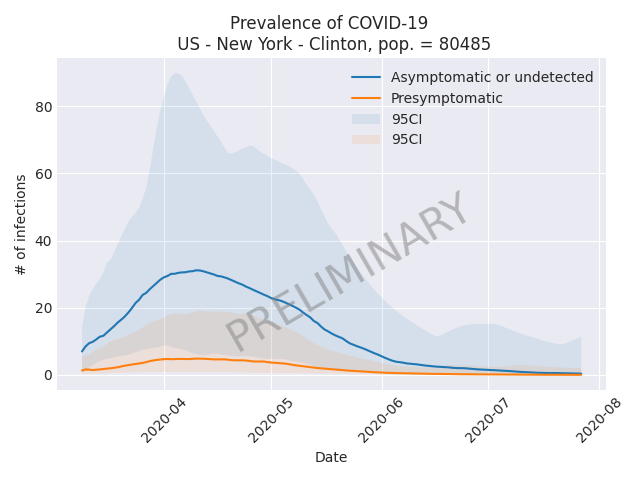 Prevalence of COVID-19
US - New York - Clinton, pop. = 80485
Asymptomatic or undetected
Presymptomatic
95CI
95CI
PRELIMINARY
# of infections
80
60
40
20
0
2020-04
2020-05
2020-06
2020-07
2020-08
Date